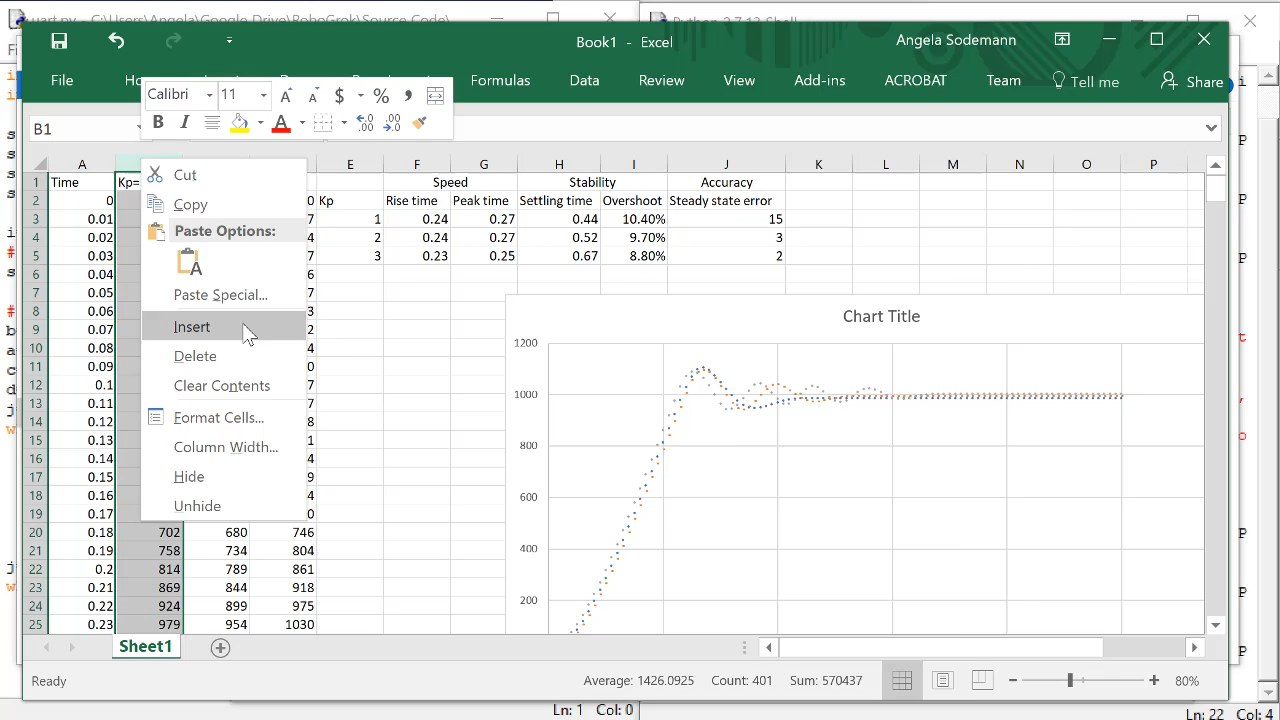 uart.py - C:\Users\Angela\Google Drive\RoboGrok\Source Code\
Python 2.7.13 Shell
Book1 - Excel
Angela Sodemann
File
Formulas Data Review View Add-ins ACROBAT Team Tell me Share
Calibri 11
$ % ,
B I A
B1
A E F G H I J K L M N O P
1 Time Kp= Speed Stability Accuracy
2 0 0 Kp Rise time Peak time Settling time Overshoot Steady state error
3 0.01 7 1 0.24 0.27 0.44 10.40% 15
4 0.02 4 2 0.24 0.27 0.52 9.70% 3
5 0.03 7 3 0.23 0.25 0.67 8.80% 2
6 0.04 6
7 0.05 7
8 0.06 3
9 0.07 2
10 0.08 4
11 0.09 0
12 0.1 7
13 0.11 7
14 0.12 8
15 0.13 1
16 0.14 4
17 0.15 9
18 0.16 4
19 0.17 0
20 0.18 702 680 746
21 0.19 758 734 804
22 0.2 814 789 861
23 0.21 869 844 918
24 0.22 924 899 975
25 0.23 979 954 1030
Cut
Copy
Paste Options:
Paste Special...
Insert
Delete
Clear Contents
Format Cells...
Column Width...
Hide
Unhide
Chart Title
1200
1000
800
600
400
200
Sheet1
Ready
Average: 1426.0925 Count: 401 Sum: 570437
80%
Ln: 1 Col: 0
Ln: 22 Col: 4